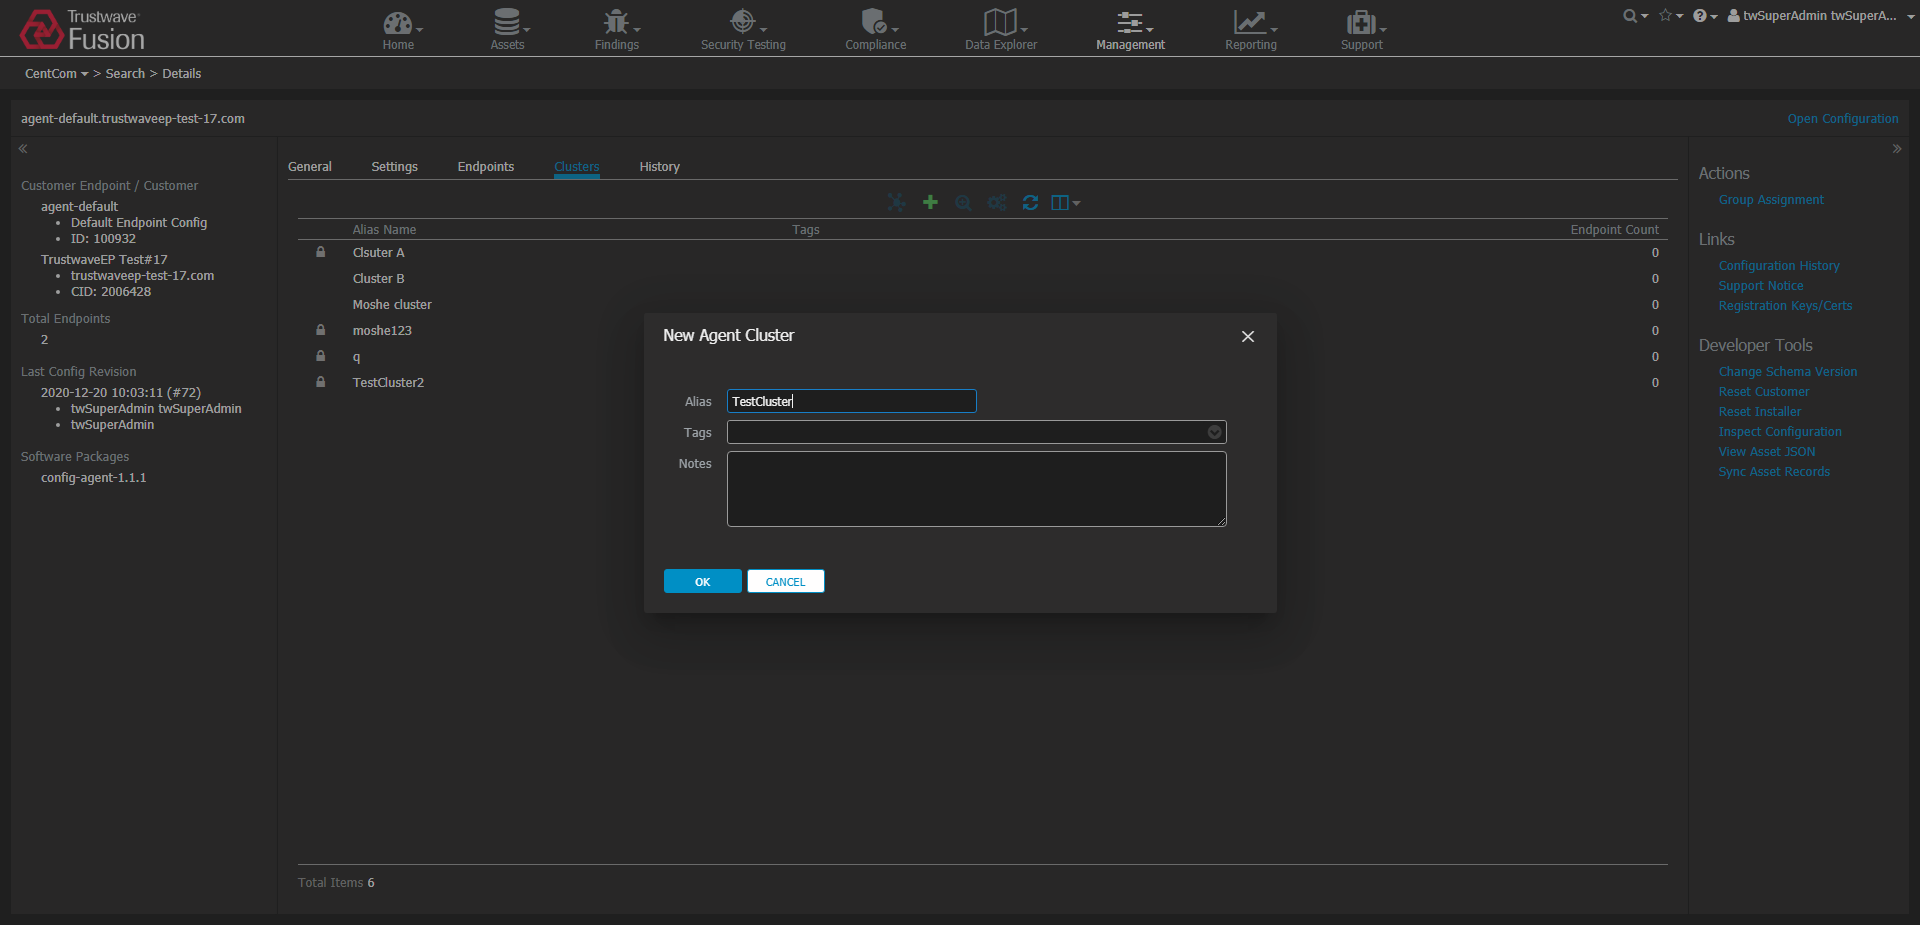 Trustwave
Fusion
Home
Assets
Findings
Security Testing
Compliance
Data Explorer
Management
Reporting
Support
twSuperAdmin twSuperA...
CentCom > Search > Details
agent-default.trustwaveep-test-17.com
Open Configuration
Customer Endpoint / Customer
agent-default
• Default Endpoint Config
• ID: 100932
TrustwaveEP Test#17
• trustwaveep-test-17.com
• CID: 2006428
Total Endpoints
2
Last Config Revision
2020-12-20 10:03:11 (#72)
• twSuperAdmin twSuperAdmin
• twSuperAdmin
Software Packages
config-agent-1.1.1
General Settings Endpoints Clusters History
Alias Name Tags Endpoint Count
Clsuter A 0
Cluster B 0
Moshe cluster 0
moshe123 0
q 0
TestCluster2 0
New Agent Cluster
Alias TestCluster
Tags
Notes
OK CANCEL
Total Items 6
Actions
Group Assignment
Links
Configuration History
Support Notice
Registration Keys/Certs
Developer Tools
Change Schema Version
Reset Customer
Reset Installer
Inspect Configuration
View Asset JSON
Sync Asset Records